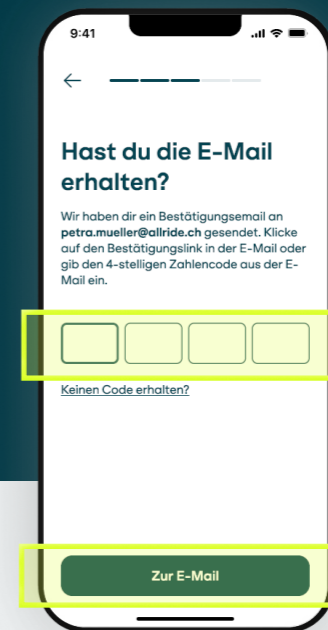 9:41
Hast du die E-Mail
erhalten?
Wir haben dir ein Bestätigungsemail an
petra.mueller@allride.ch gesendet. Klicke
auf den Bestätigungslink in der E-Mail oder
gib den 4-stelligen Zahlencode aus der E-
Mail ein.
Keinen Code erhalten?
Zur E-Mail